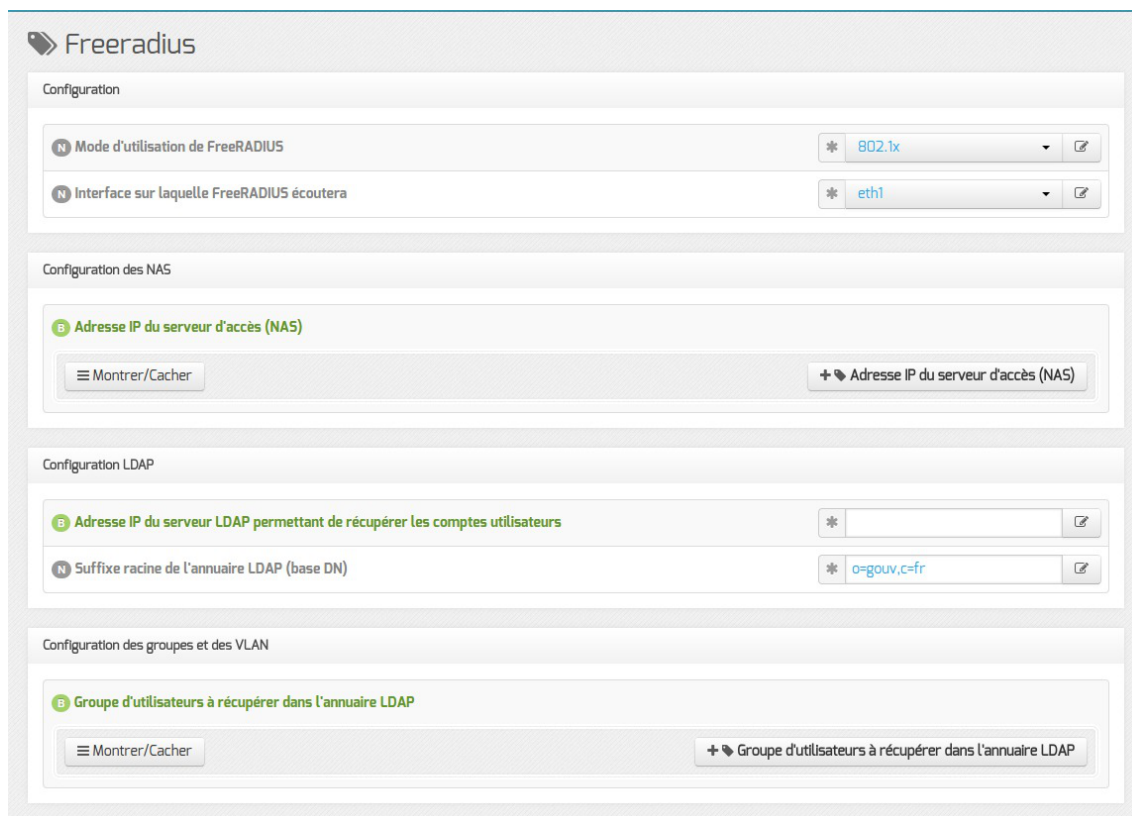 Freeradius
Configuration
N Mode d'utilisation de FreeRADIUS
802.1x
N Interface sur laquelle FreeRADIUS écoutera
eth1
Configuration des NAS
B Adresse IP du serveur d'accès (NAS)
Montrer/Cacher
Adresse IP du serveur d'accès (NAS)
Configuration LDAP
B Adresse IP du serveur LDAP permettant de récupérer les comptes utilisateurs
N Suffixe racine de l'annuaire LDAP (base DN)
o=gouv,c=fr
Configuration des groupes et des VLAN
B Groupe d'utilisateurs à récupérer dans l'annuaire LDAP
Montrer/Cacher
Groupe d'utilisateurs à récupérer dans l'annuaire LDAP